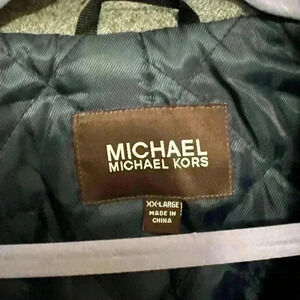 MICHAEL
MICHAEL KORS
XX-LARGE
MADE IN
CHINA